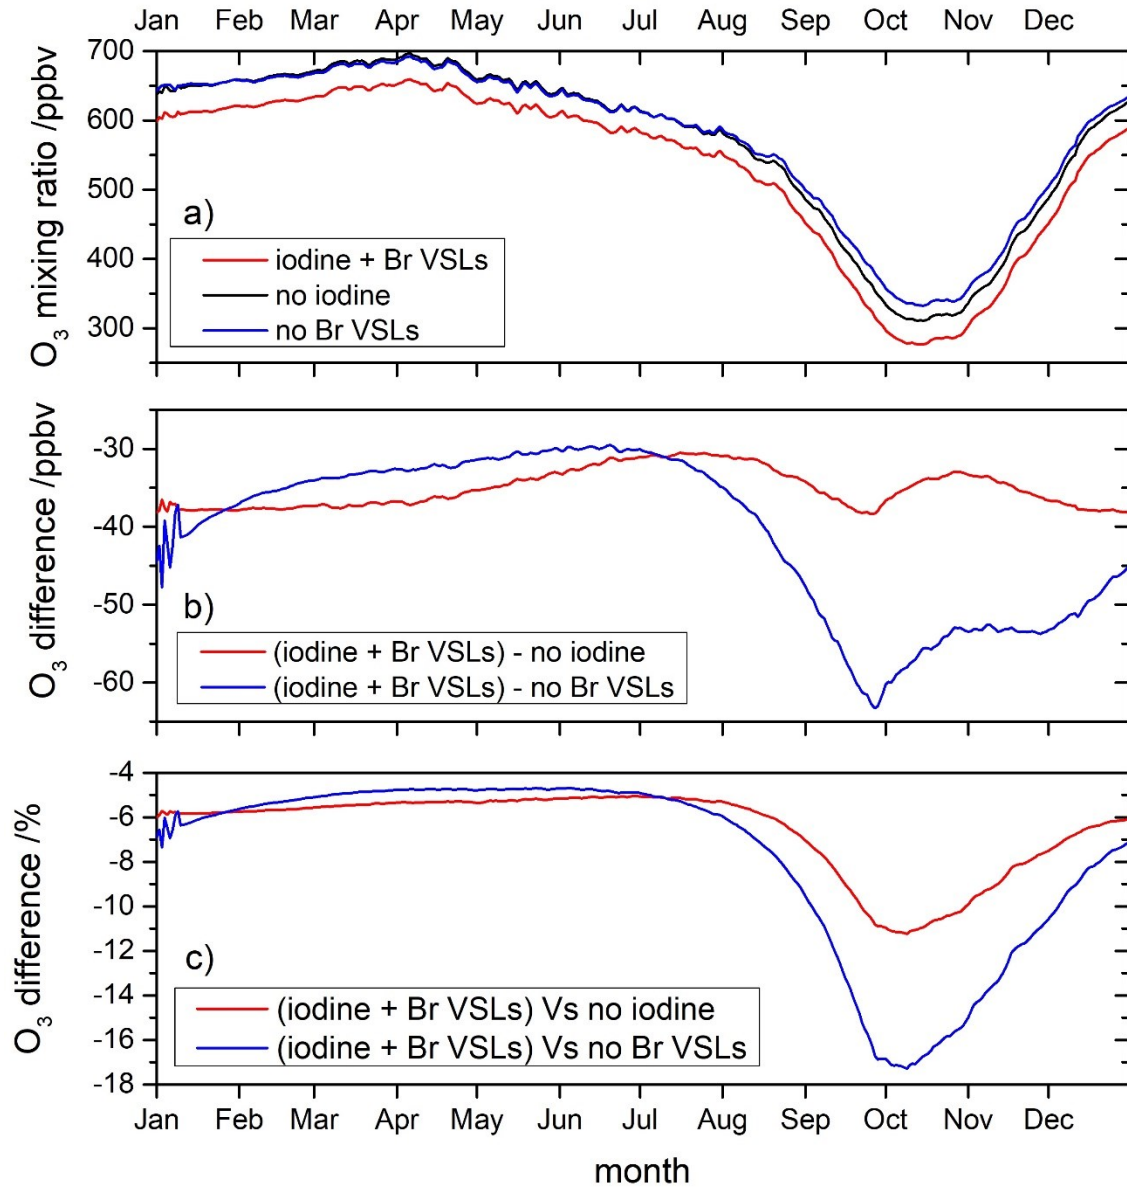 Jan Feb Mar Apr May Jun Jul Aug Sep Oct Nov Dec
700
600
500
400
300
O3 mixing ratio /ppbv
a)
iodine + Br VSLs
no iodine
no Br VSLs
-30
-40
-50
-60
O3 difference /ppbv
b)
(iodine + Br VSLs) - no iodine
(iodine + Br VSLs) - no Br VSLs
-4
-6
-8
-10
-12
-14
-16
-18
O3 difference /%
c)
(iodine + Br VSLs) Vs no iodine
(iodine + Br VSLs) Vs no Br VSLs
Jan Feb Mar Apr May Jun Jul Aug Sep Oct Nov Dec
month